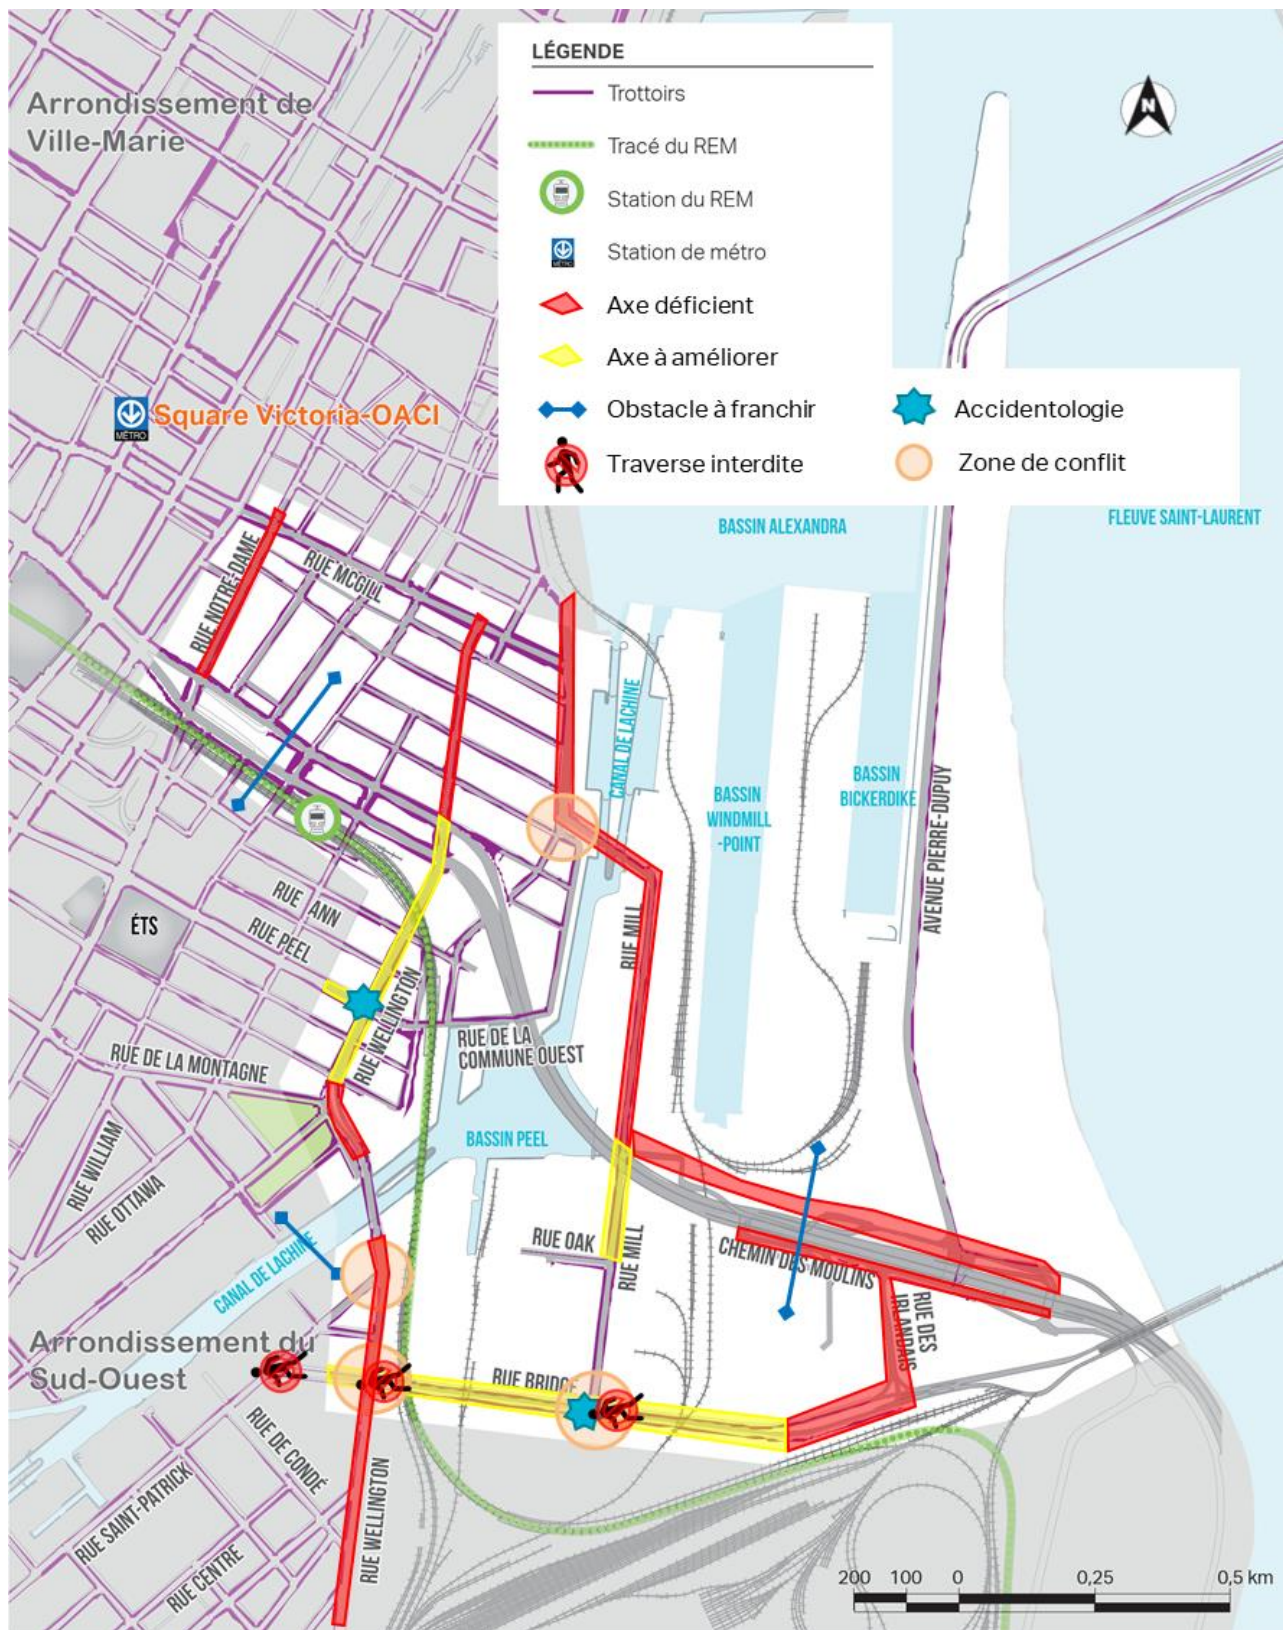 LÉGENDE
Trottoirs
Tracé du REM
Station du REM
MÉTRO
Station de métro
Axe déficient
Axe à améliorer
Obstacle à franchir
Traverse interdite
Accidentologie
Zone de conflit
N
Arrondissement de
Ville-Marie
MÉTRO
Square Victoria-OACI
BASSIN ALEXANDRA
FLEUVE SAINT-LAURENT
RUE NOTRE-DAME
RUE MCGILL
CANAL DE LACHINE
BASSIN
WINDMILL
-POINT
BASSIN
BICKERDIKE
AVENUE PIERRE-DUPUY
RUE ANN
RUE PEEL
ÉTS
RUE MILL
RUE WELLINGTON
RUE DE LA
COMMUNE OUEST
RUE DE LA MONTAGNE
BASSIN PEEL
RUE WILLIAM
RUE OTTAWA
RUE OAK
RUE MILL
CHEMIN DES MOULINS
CANAL DE LACHINE
RUE DES
IRLANDAIS
Arrondissement du
Sud-Ouest
RUE BRIDGE
RUE DE CONDÉ
RUE SAINT-PATRICK
RUE CENTRE
RUE WELLINGTON
200 100 0 0,25 0,5 km